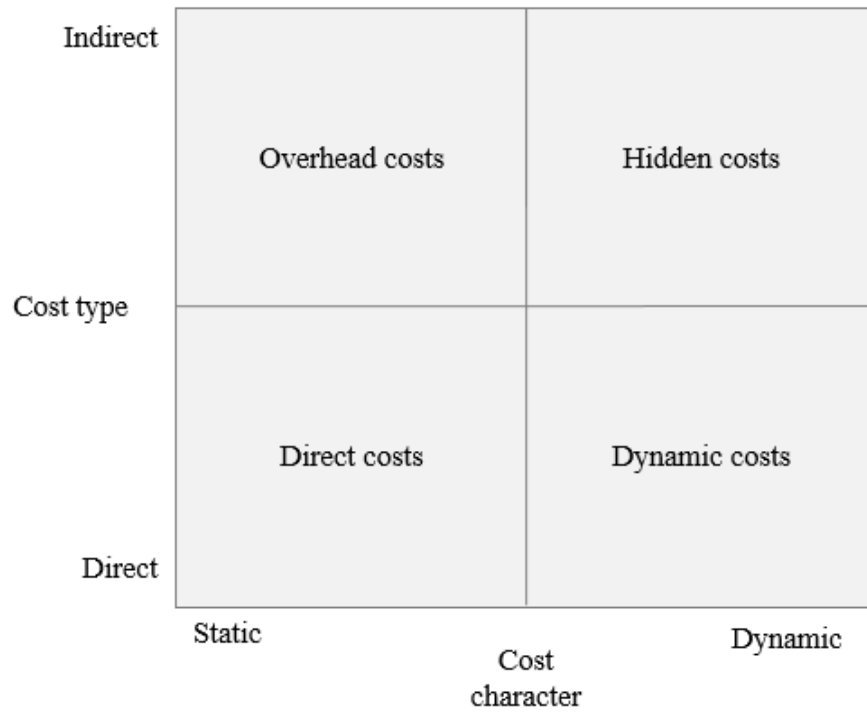 Indirect
Overhead costs
Hidden costs
Cost type
Direct costs
Dynamic costs
Direct
Static
Dynamic
Cost
character